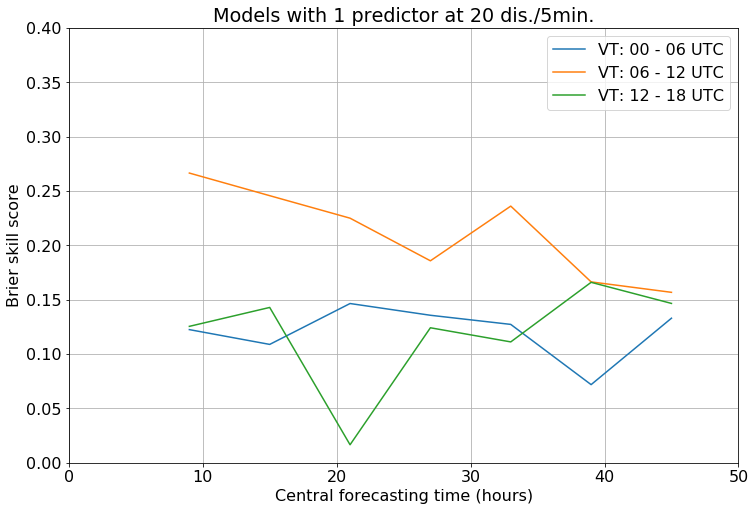 Models with 1 predictor at 20 dis./5min.
VT: 00 - 06 UTC
VT: 06 - 12 UTC
VT: 12 - 18 UTC
Brier skill score
0.40
0.35
0.30
0.25
0.20
0.15
0.10
0.05
0.00
0 10 20 30 40 50
Central forecasting time (hours)